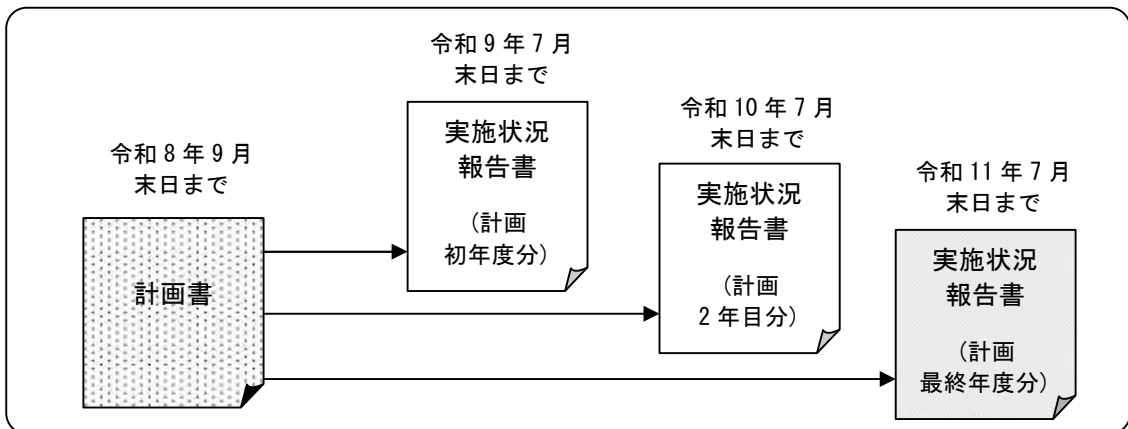 令和8年9月
末日まで
計画書
令和9年7月
末日まで
実施状況
報告書
(計画
初年度分)
令和10年7月
末日まで
実施状況
報告書
(計画
2年目分)
令和11年7月
末日まで
実施状況
報告書
(計画
最終年度分)